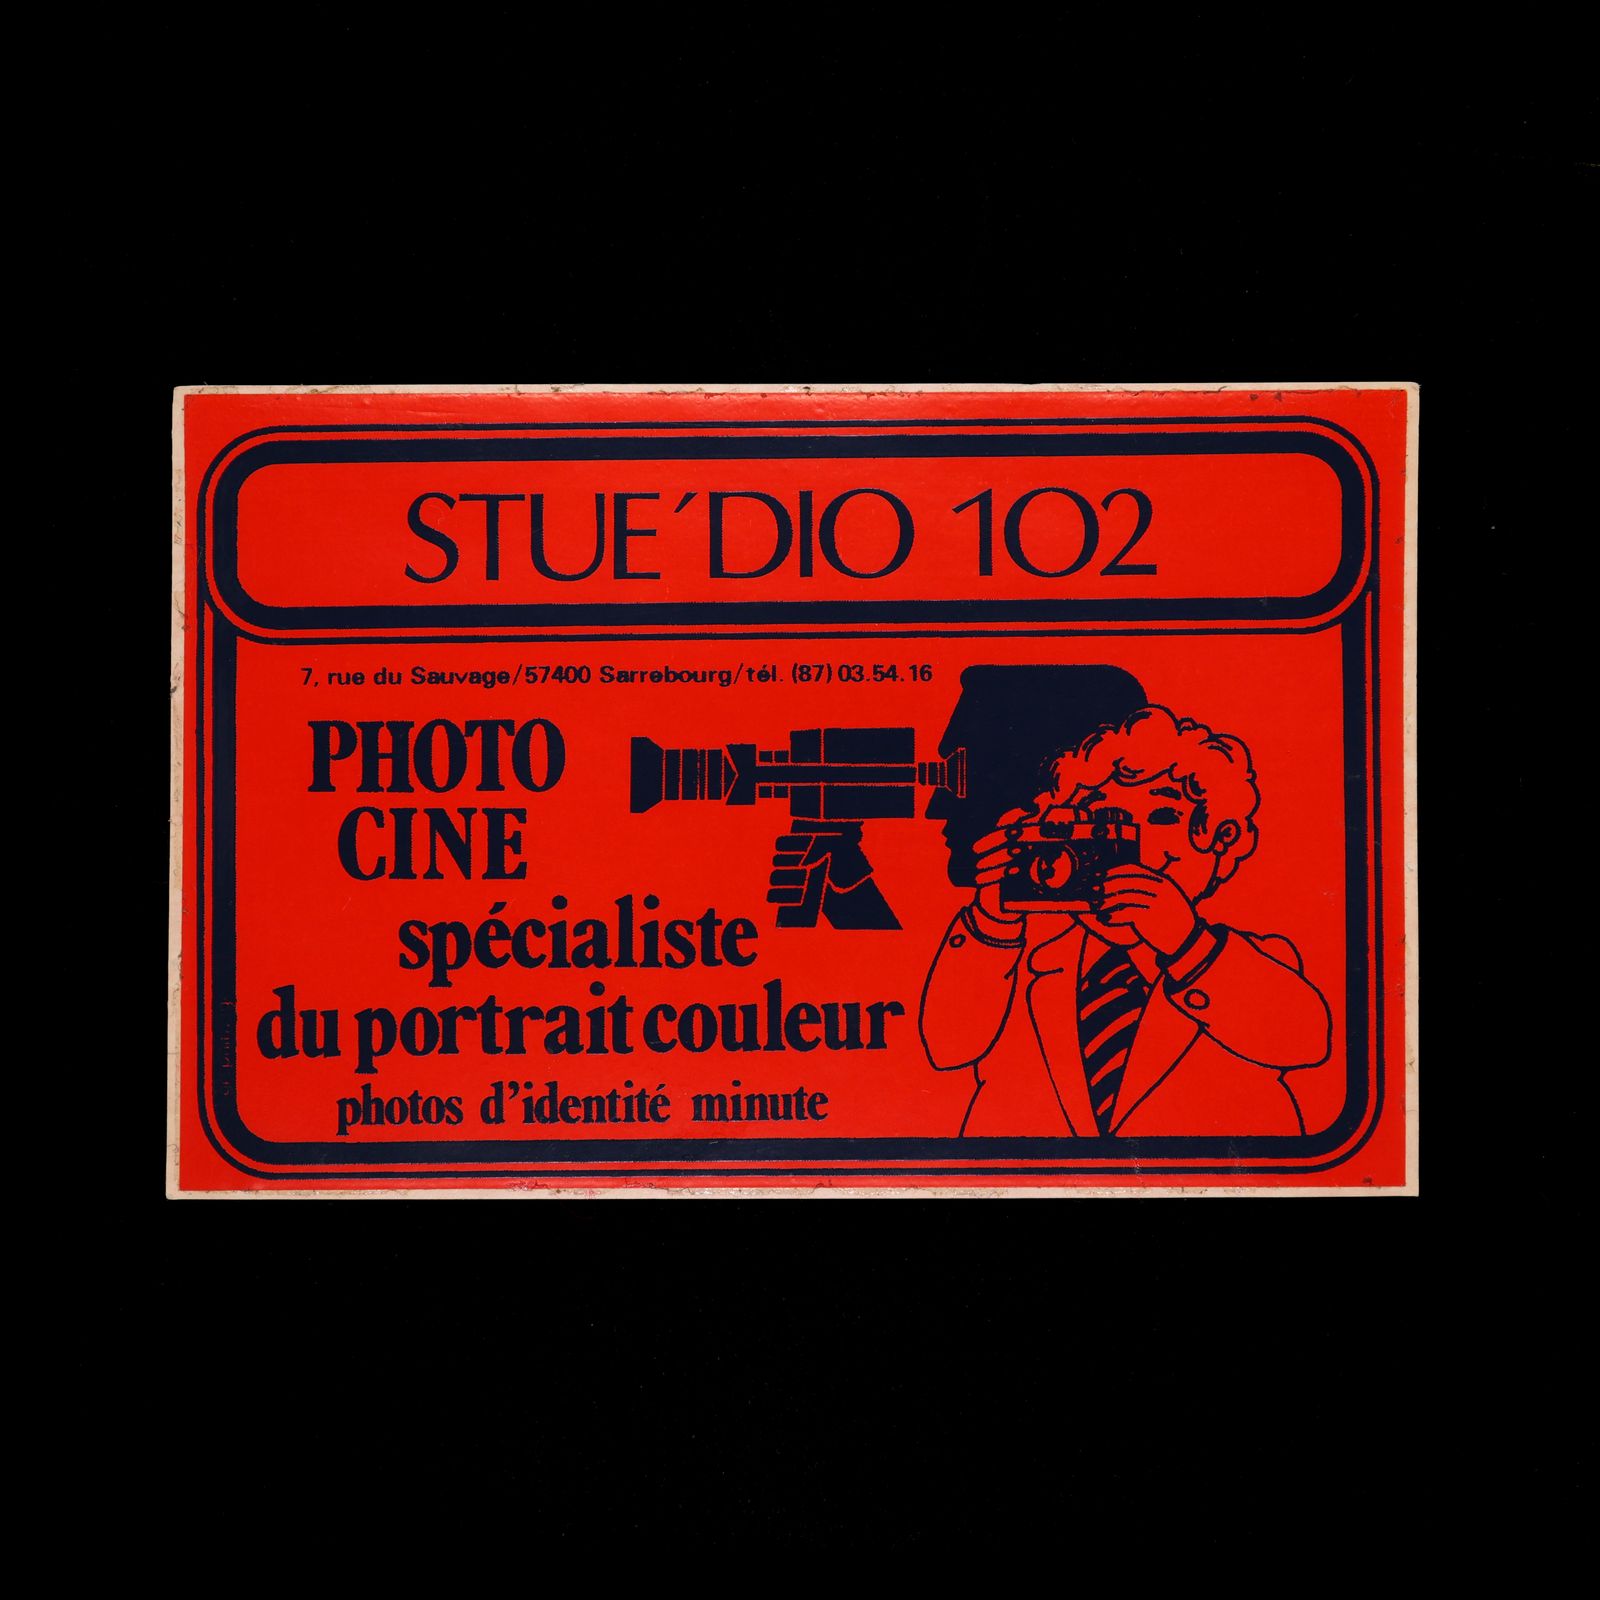 STUE´DIO 102
7, rue du Sauvage/57400 Sarrebourg/tél. (87) 03.54.16
PHOTO
CINE
spécialiste
du portrait couleur
photos d'identité minute